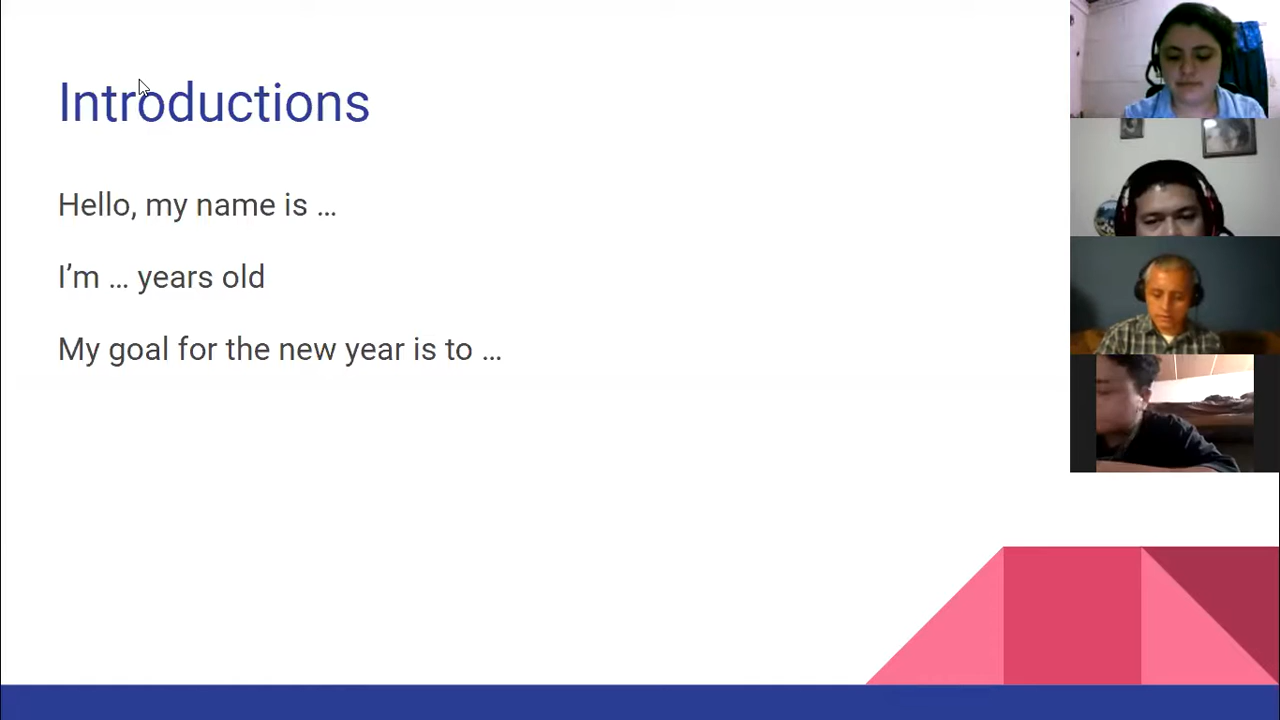 Introductions
Hello, my name is …
I’m … years old
My goal for the new year is to …